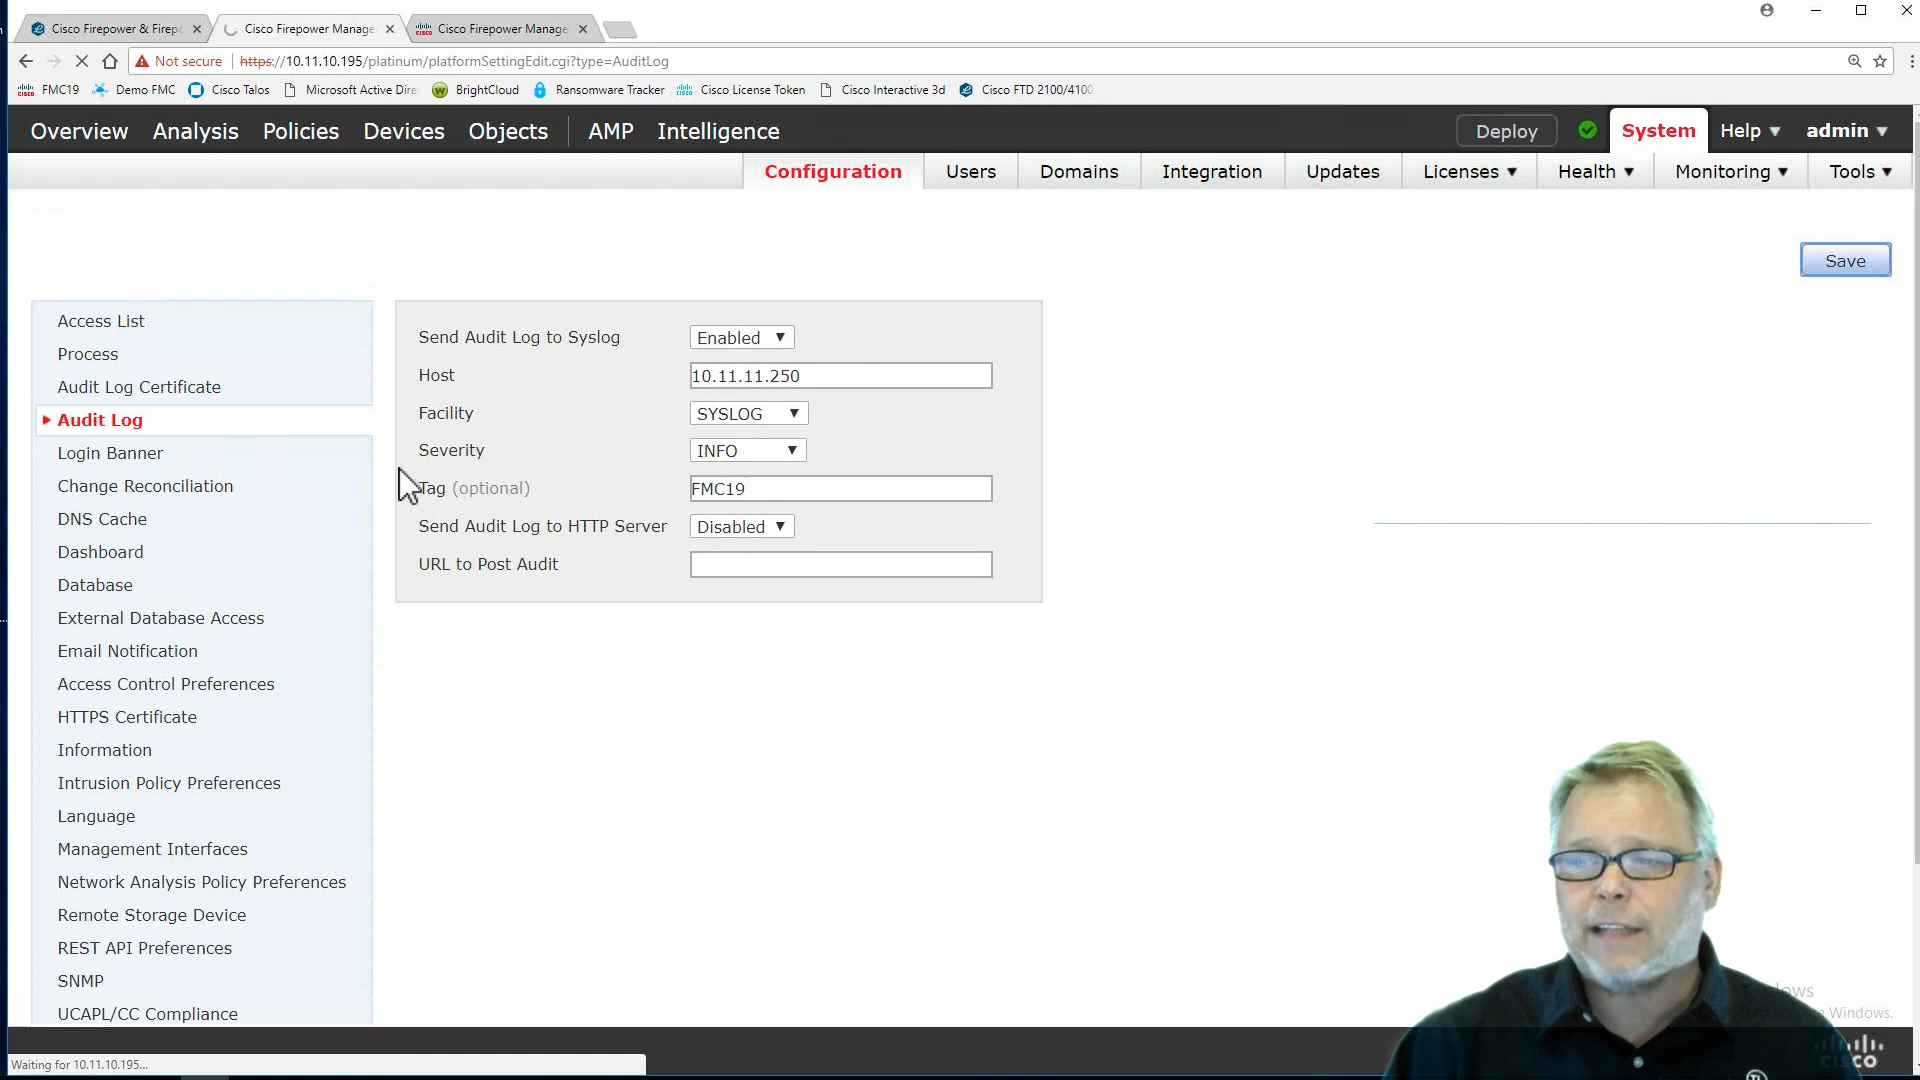 Cisco Firepower & Firepo
Cisco Firepower Manage
Cisco Firepower Manage
Not secure
https://10.11.10.195/platinum/platformSettingEdit.cgi?type=AuditLog
FMC19
Demo FMC
Cisco Talos
Microsoft Active Dire
BrightCloud
Ransomware Tracker
Cisco License Token
Cisco Interactive 3d
Cisco FTD 2100/4100
Overview
Analysis
Policies
Devices
Objects
AMP
Intelligence
Deploy
System
Help
admin
Configuration
Users
Domains
Integration
Updates
Licenses
Health
Monitoring
Tools
Save
Access List
Process
Audit Log Certificate
Audit Log
Login Banner
Change Reconciliation
DNS Cache
Dashboard
Database
External Database Access
Email Notification
Access Control Preferences
HTTPS Certificate
Information
Intrusion Policy Preferences
Language
Management Interfaces
Network Analysis Policy Preferences
Remote Storage Device
REST API Preferences
SNMP
UCAPL/CC Compliance
Send Audit Log to Syslog Enabled
Host 10.11.11.250
Facility SYSLOG
Severity INFO
Tag (optional) FMC19
Send Audit Log to HTTP Server Disabled
URL to Post Audit
Windows.
Waiting for 10.11.10.195...
cisco